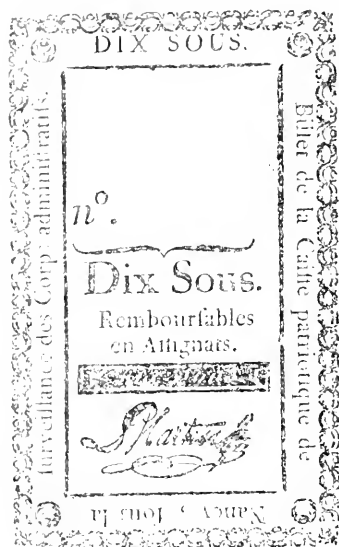 DIX SOUS.
Billet de la Caisse patriotique de
Nancy, sous la
surveillance des Corps administratifs.
nº.
Dix Sous.
Rembourſables
en Aſſignats.